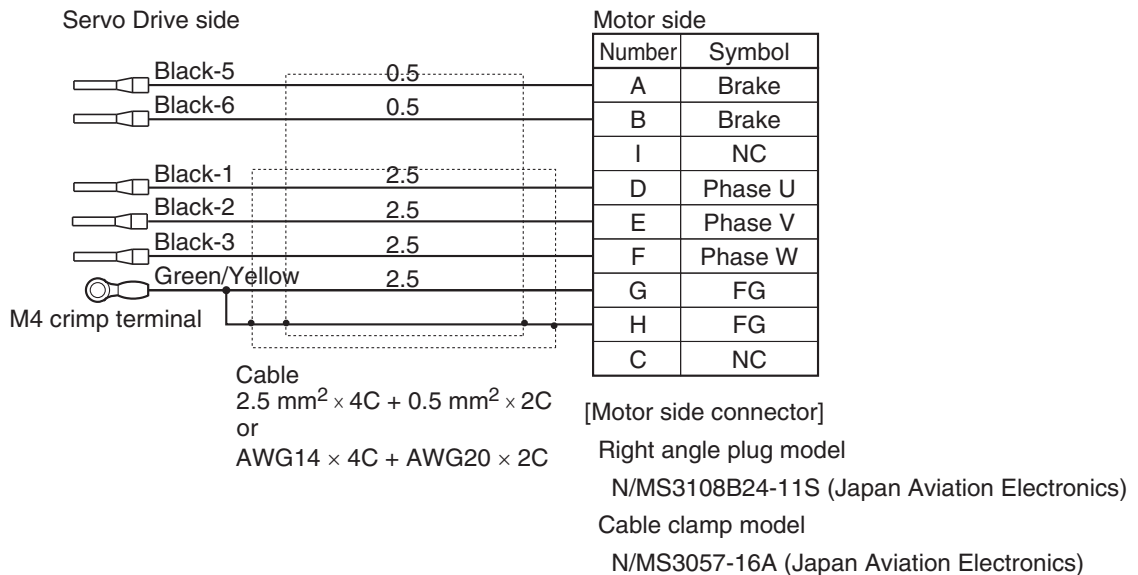 Servo Drive side
Motor side
Number Symbol
Black-5 0.5 A Brake
Black-6 0.5 B Brake
I NC
Black-1 2.5 D Phase U
Black-2 2.5 E Phase V
Black-3 2.5 F Phase W
Green/Yellow 2.5 G FG
M4 crimp terminal H FG
C NC
Cable
2.5 mm² × 4C + 0.5 mm² × 2C
or
AWG14 × 4C + AWG20 × 2C
[Motor side connector]
Right angle plug model
N/MS3108B24-11S (Japan Aviation Electronics)
Cable clamp model
N/MS3057-16A (Japan Aviation Electronics)